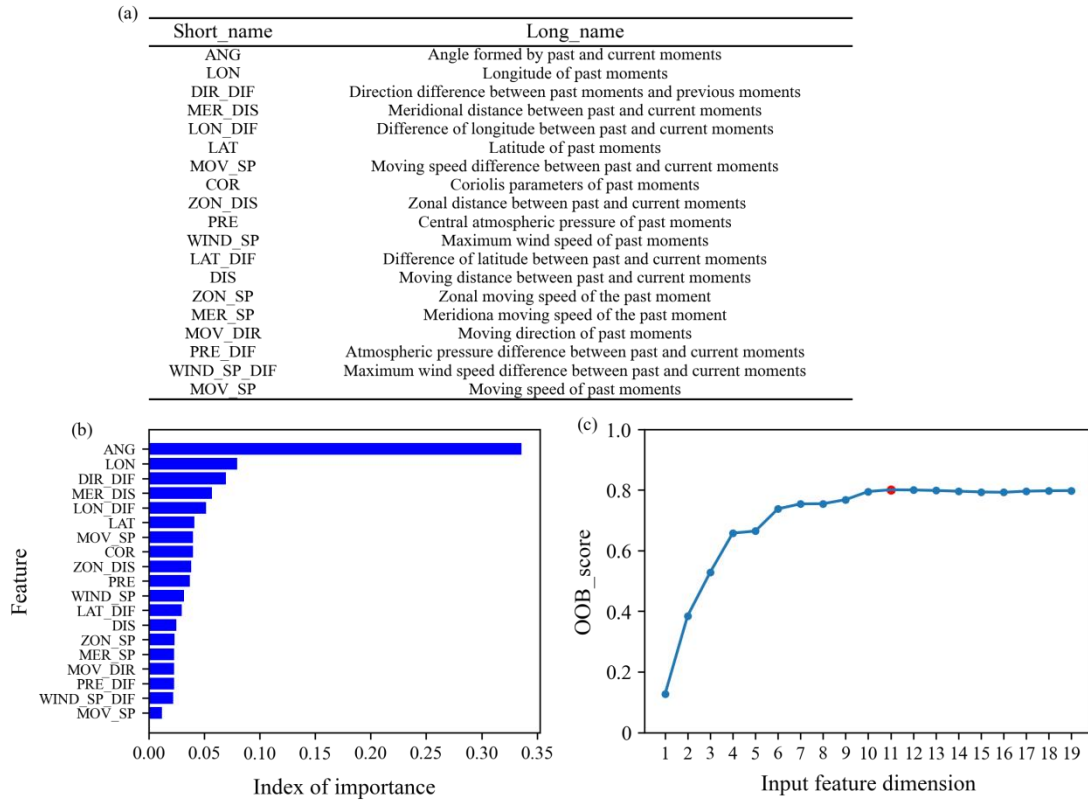 (a)
Short_name Long_name
ANG Angle formed by past and current moments
LON Longitude of past moments
DIR_DIF Direction difference between past moments and previous moments
MER_DIS Meridional distance between past and current moments
LON_DIF Difference of longitude between past and current moments
LAT Latitude of past moments
MOV_SP Moving speed difference between past and current moments
COR Coriolis parameters of past moments
ZON_DIS Zonal distance between past and current moments
PRE Central atmospheric pressure of past moments
WIND_SP Maximum wind speed of past moments
LAT_DIF Difference of latitude between past and current moments
DIS Moving distance between past and current moments
ZON_SP Zonal moving speed of the past moment
MER_SP Meridiona moving speed of the past moment
MOV_DIR Moving direction of past moments
PRE_DIF Atmospheric pressure difference between past and current moments
WIND_SP_DIF Maximum wind speed difference between past and current moments
MOV_SP Moving speed of past moments
(b)
Feature
ANG
LON
DIR_DIF
MER_DIS
LON_DIF
LAT
MOV_SP
COR
ZON_DIS
PRE
WIND_SP
LAT_DIF
DIS
ZON_SP
MER_SP
MOV_DIR
PRE_DIF
WIND_SP_DIF
MOV_SP
0.00 0.05 0.10 0.15 0.20 0.25 0.30 0.35
Index of importance
(c)
OOB_score
1.0
0.8
0.6
0.4
0.2
0
1 2 3 4 5 6 7 8 9 10 11 12 13 14 15 16 17 18 19
Input feature dimension